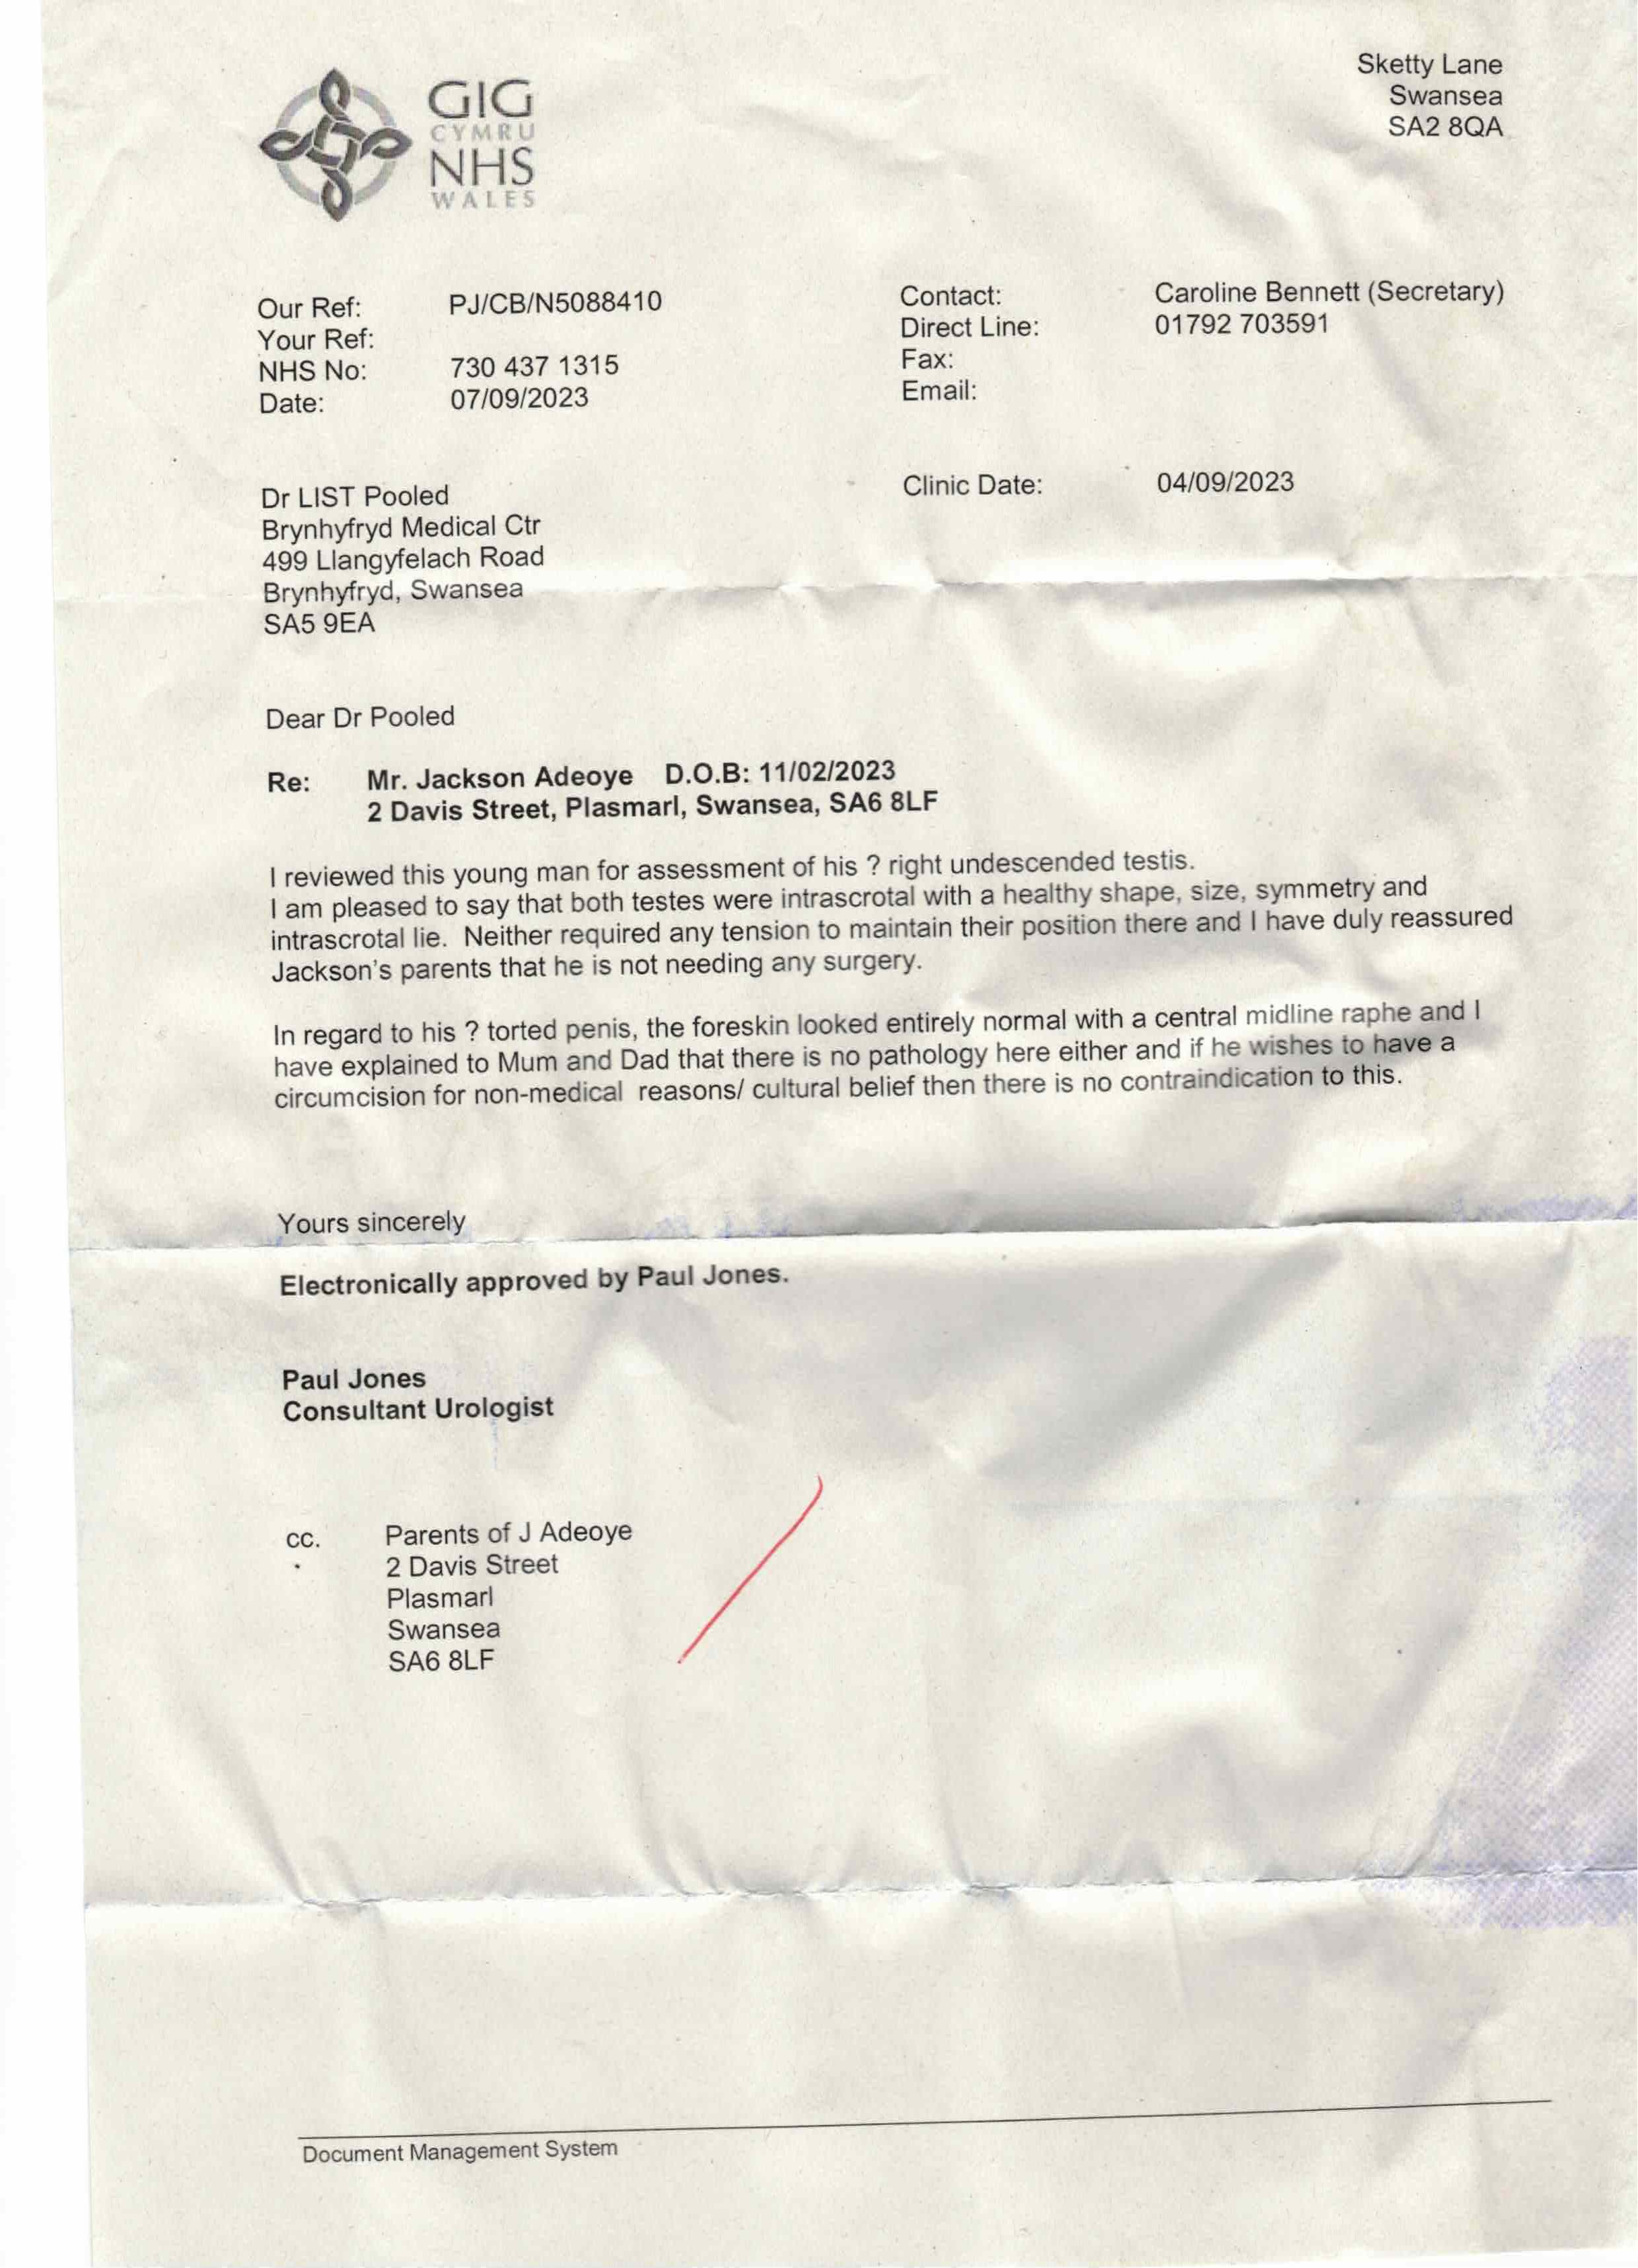 GIG
CYMRU
NHS
WALES
Sketty Lane
Swansea
SA2 8QA
Our Ref: PJ/CB/N5088410
Your Ref:
NHS No: 730 437 1315
Date: 07/09/2023
Contact: Caroline Bennett (Secretary)
Direct Line: 01792 703591
Fax:
Email:
Clinic Date: 04/09/2023
Dr LIST Pooled
Brynhyfryd Medical Ctr
499 Llangyfelach Road
Brynhyfryd, Swansea
SA5 9EA
Dear Dr Pooled
Re: Mr. Jackson Adeoye D.O.B: 11/02/2023
2 Davis Street, Plasmarl, Swansea, SA6 8LF
I reviewed this young man for assessment of his ? right undescended testis.
I am pleased to say that both testes were intrascrotal with a healthy shape, size, symmetry and
intrascrotal lie. Neither required any tension to maintain their position there and I have duly reassured
Jackson's parents that he is not needing any surgery.
In regard to his ? torted penis, the foreskin looked entirely normal with a central midline raphe and I
have explained to Mum and Dad that there is no pathology here either and if he wishes to have a
circumcision for non-medical reasons/ cultural belief then there is no contraindication to this.
Yours sincerely
Electronically approved by Paul Jones.
Paul Jones
Consultant Urologist
cc. Parents of J Adeoye
2 Davis Street
Plasmarl
Swansea
SA6 8LF
Document Management System